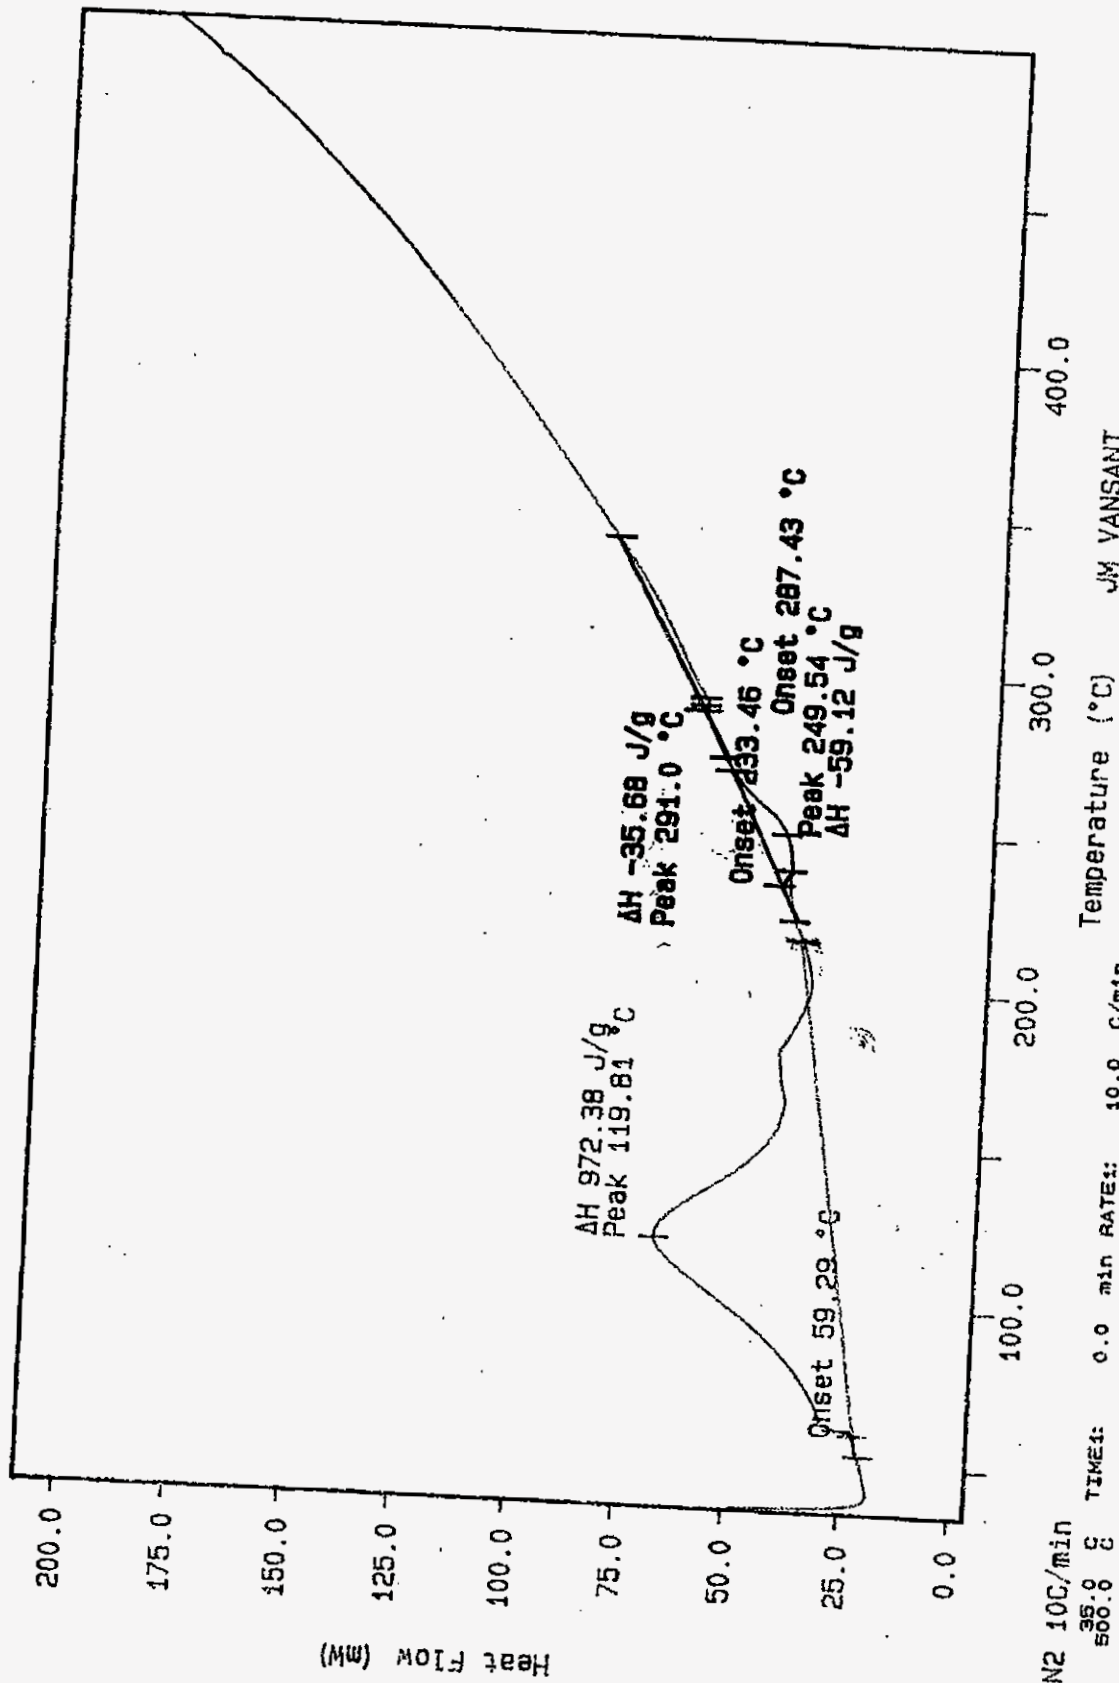 Heat Flow (mW)
200.0
175.0
150.0
125.0
100.0
75.0
50.0
25.0
0.0
ΔH 972.38 J/g
Peak 119.81 °C
Onset 59.29 °C
ΔH -35.68 J/g
Peak 291.0 °C
Onset 233.46 °C
Onset 287.43 °C
Peak 249.54 °C
ΔH -59.12 J/g
100.0
200.0
300.0
400.0
Temperature (°C)
JM VANSANT
N2 10C/min
35.0 C TIME1: 0.0 min RATE1: 10.0 C/min
500.0 C